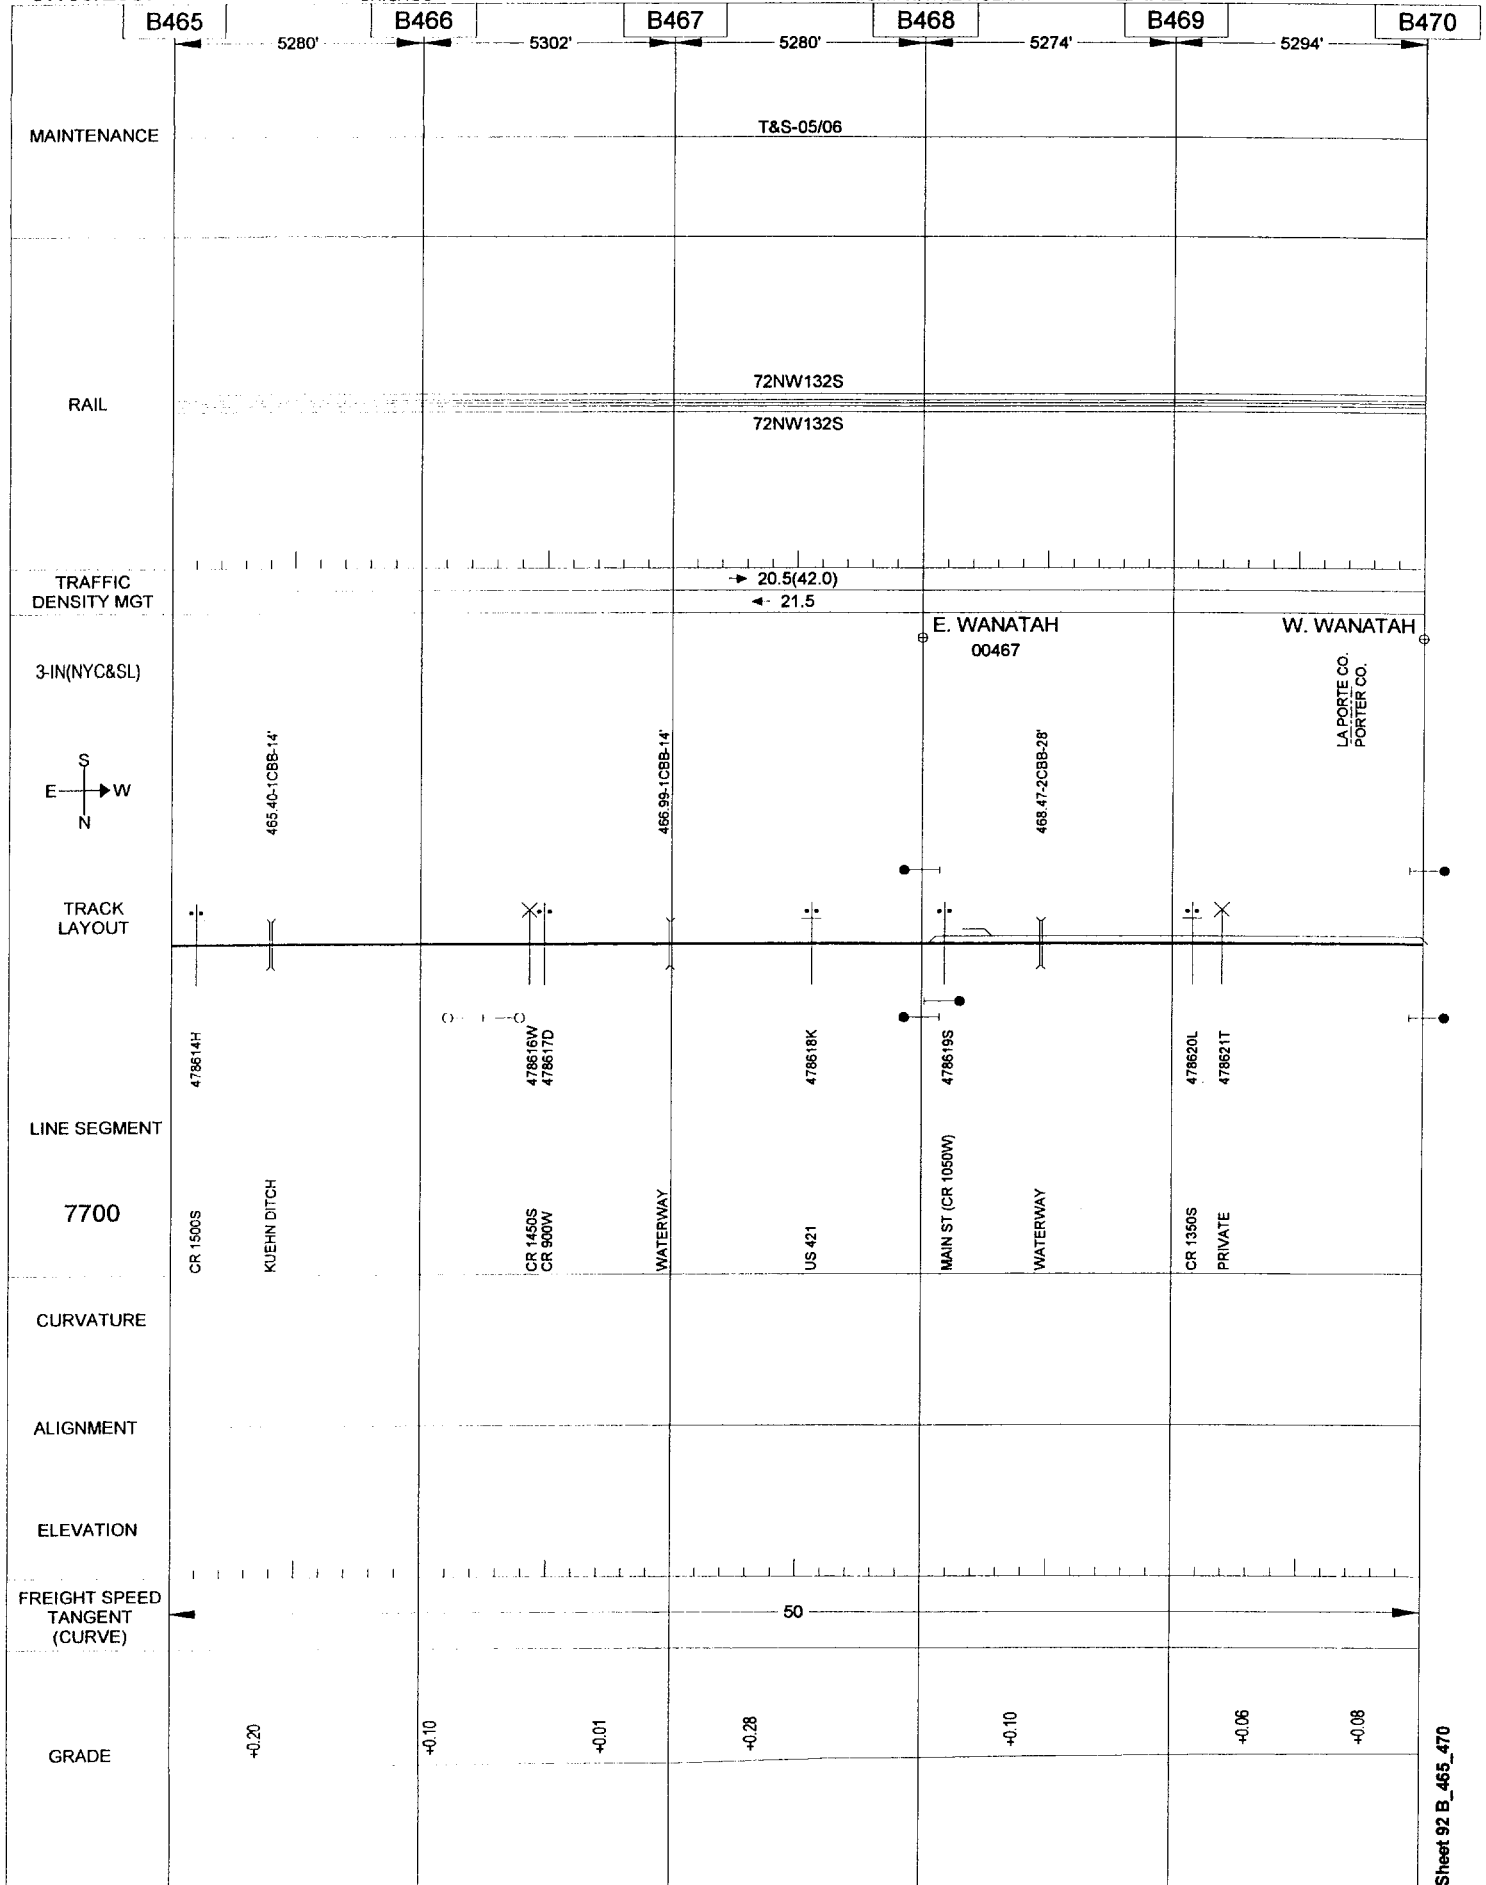 B465 B466 B467 B468 B469 B470
5280' 5302' 5280' 5274' 5294'
MAINTENANCE
T&S-05/06
RAIL
72NW132S
72NW132S
TRAFFIC
DENSITY MGT
20.5(42.0)
21.5
3-IN(NYC&SL)
E. WANATAH
00467
W. WANATAH
LA PORTE CO.
PORTER CO.
S
E W
N
465.40-1CBB-14'
466.99-1CBB-14'
468.47-2CBB-28'
TRACK
LAYOUT
478614H
478616W
478617D
478618K
478619S
478620L
478621T
LINE SEGMENT
7700
CR 1500S
KUEHN DITCH
CR 1450S
CR 900W
WATERWAY
US 421
MAIN ST (CR 1050W)
WATERWAY
CR 1350S
PRIVATE
CURVATURE
ALIGNMENT
ELEVATION
FREIGHT SPEED
TANGENT
(CURVE)
50
GRADE
+0.20
+0.10
+0.01
+0.28
+0.10
+0.06
+0.08
Sheet 92 B_465_470